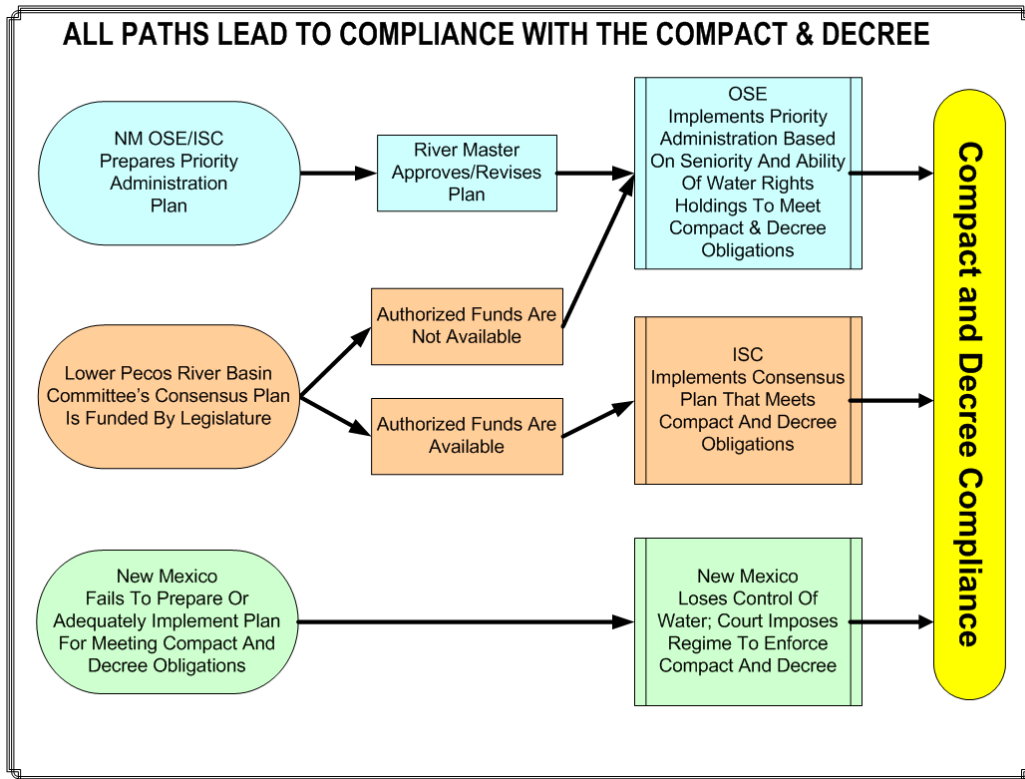 ALL PATHS LEAD TO COMPLIANCE WITH THE COMPACT & DECREE
NM OSE/ISC
Prepares Priority
Administration
Plan
River Master
Approves/Revises
Plan
OSE
Implements Priority
Administration Based
On Seniority And Ability
Of Water Rights
Holdings To Meet
Compact & Decree
Obligations
Lower Pecos River Basin
Committee's Consensus Plan
Is Funded By Legislature
Authorized Funds Are
Not Available
Authorized Funds Are
Available
ISC
Implements Consensus
Plan That Meets
Compact And Decree
Obligations
New Mexico
Fails To Prepare Or
Adequately Implement Plan
For Meeting Compact And
Decree Obligations
New Mexico
Loses Control Of
Water; Court Imposes
Regime To Enforce
Compact And Decree
Compact and Decree Compliance